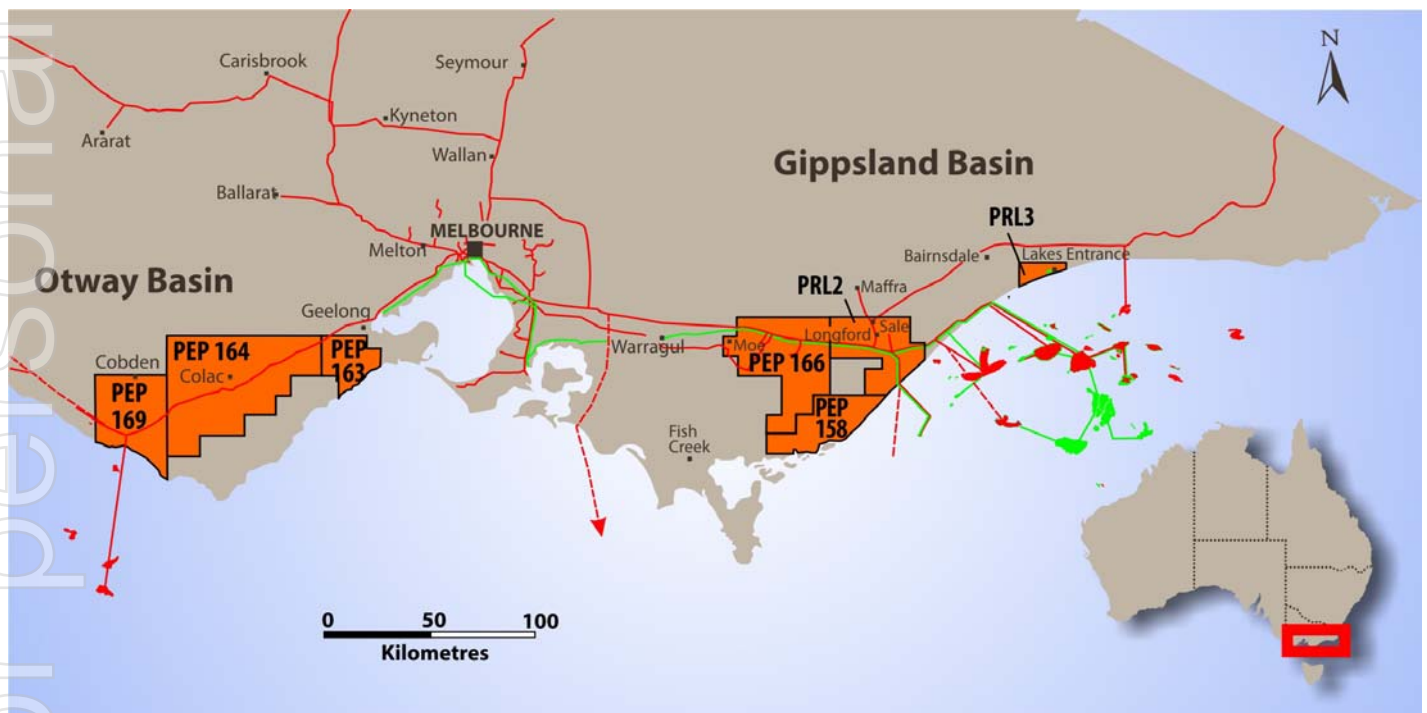 Carisbrook
Seymour
N
Ararat
Kyneton
Wallan
Gippsland Basin
Ballarat
PRL3
MELBOURNE
Melton
Bairnsdale
Lakes Entrance
Otway Basin
PRL2
Maffra
Geelong
Longford
Sale
Cobden
PEP 164
PEP
163
Warragul
Moe
PEP 166
Colac
PEP
169
PEP
158
Fish
Creek
0 50 100
Kilometres
personal